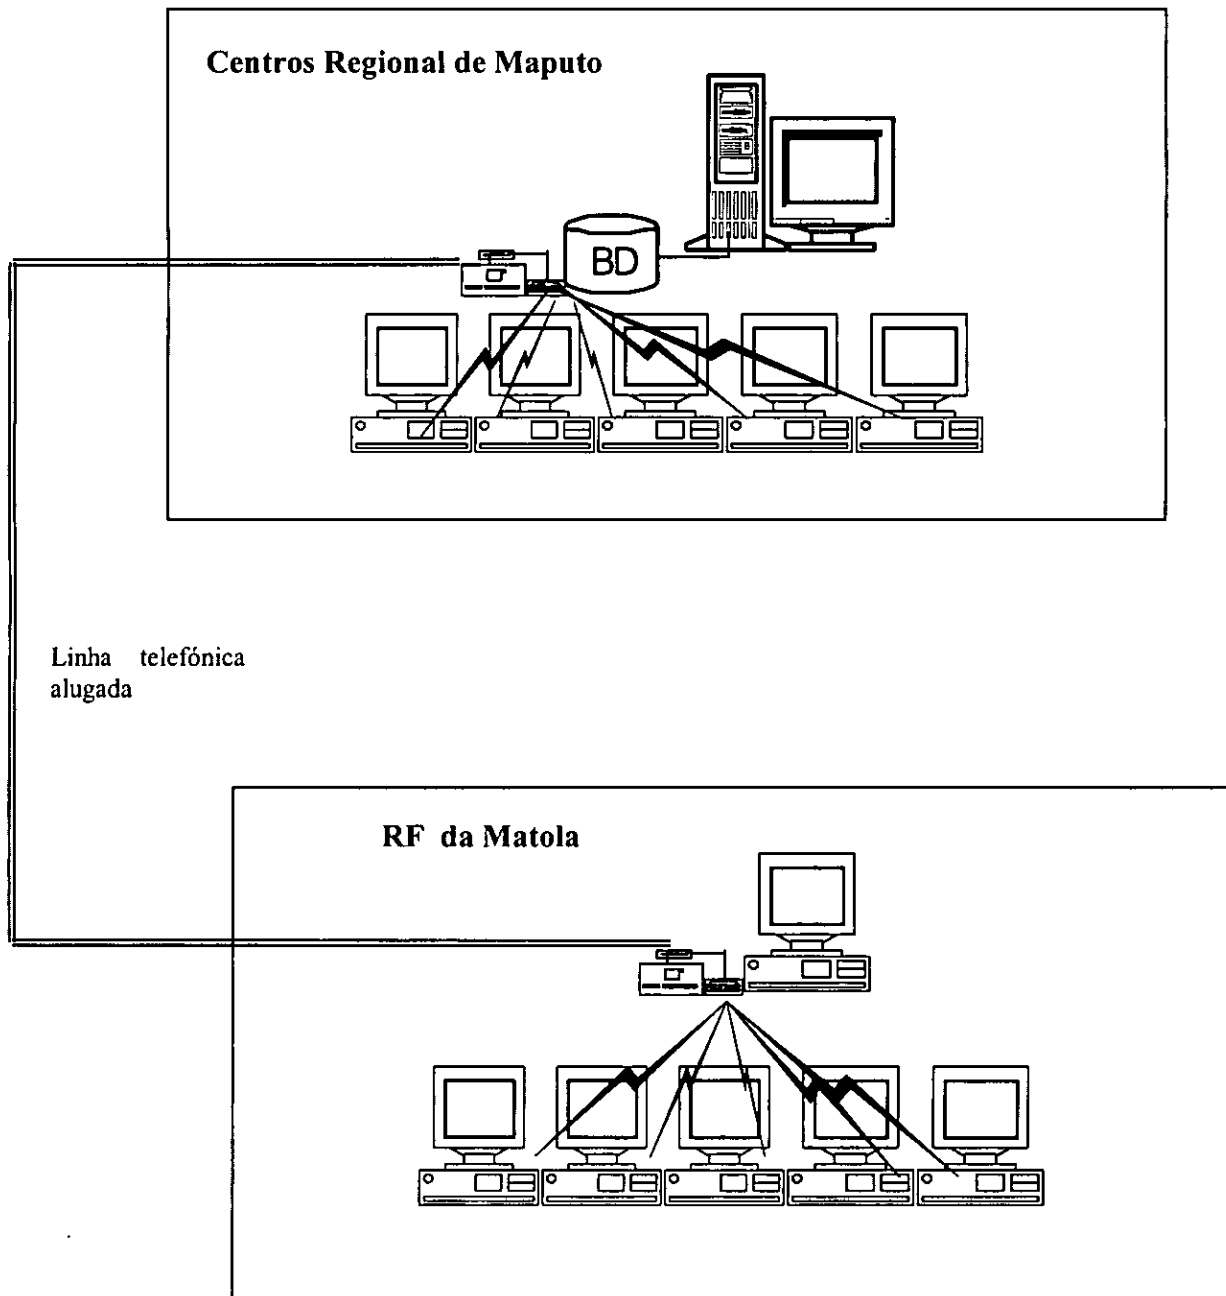 Centros Regional de Maputo
BD
Linha telefónica
alugada
RF da Matola